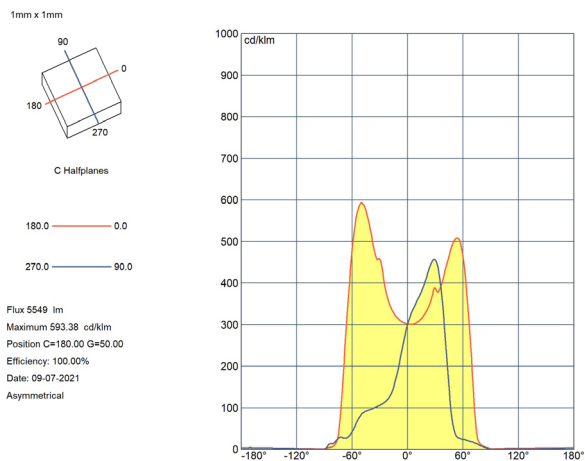 1mm x 1mm
90
0
180
270
C Halfplanes
180.0
0.0
270.0
90.0
Flux 5549 lm
Maximum 593.38 cd/klm
Position C=180.00 G=50.00
Efficiency: 100.00%
Date: 09-07-2021
Asymmetrical
1000
cd/klm
900
800
700
600
500
400
300
200
100
0
-180° -120° -60° 0° 60° 120° 180°